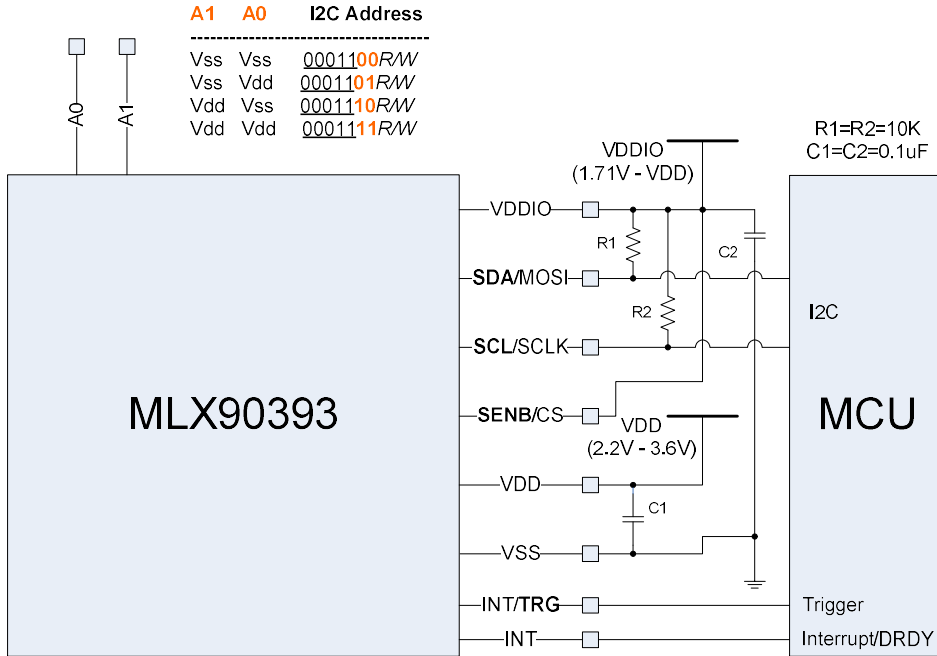 A1 A0 I2C Address
Vss Vss 0001100R/W
Vss Vdd 0001101R/W
Vdd Vss 0001110R/W
Vdd Vdd 0001111R/W
A0
A1
R1=R2=10K
C1=C2=0.1uF
VDDIO
(1.71V - VDD)
VDDIO
R1
C2
SDA/MOSI
I2C
R2
SCL/SCLK
MLX90393
MCU
SENB/CS
VDD
(2.2V - 3.6V)
VDD
C1
VSS
INT/TRG
Trigger
INT
Interrupt/DRDY